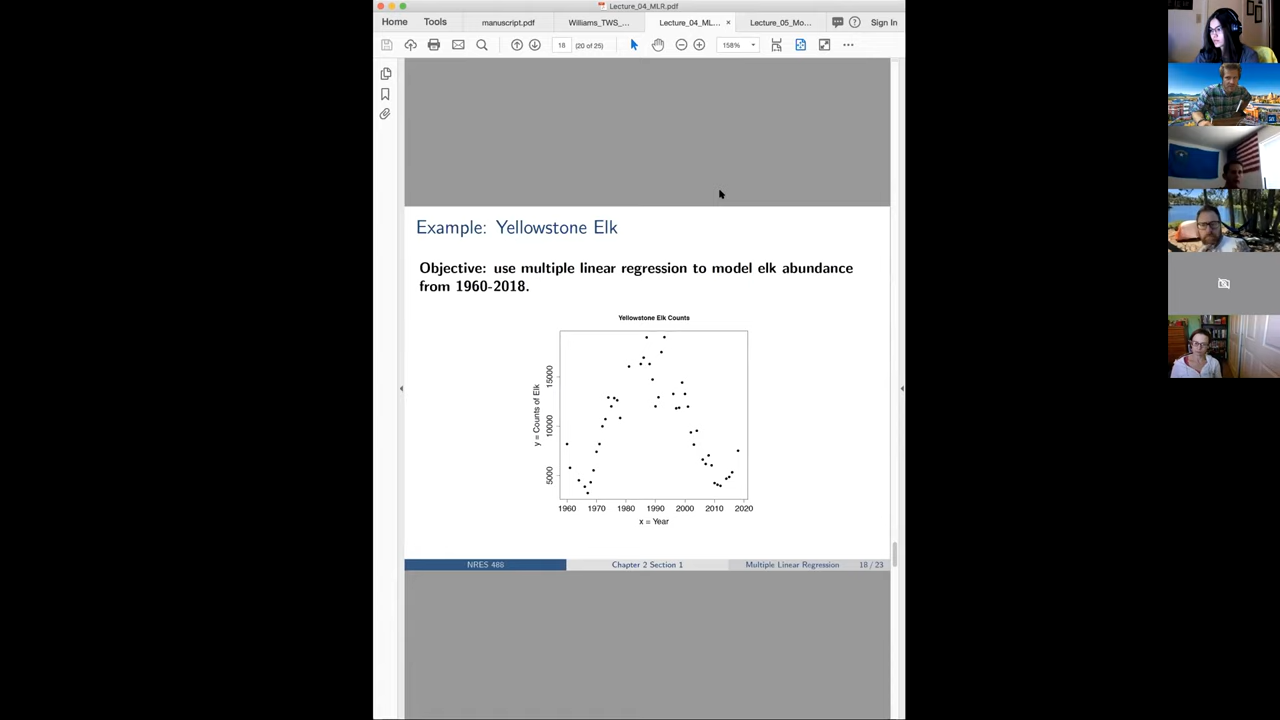 Lecture_04_MLR.pdf
Home Tools manuscript.pdf Williams_TWS_... Lecture_04_ML... × Lecture_05_Mo... Sign In
18 (20 of 25) 158%
Example: Yellowstone Elk
Objective: use multiple linear regression to model elk abundance
from 1960-2018.
Yellowstone Elk Counts
15000
10000
5000
y = Counts of Elk
1960 1970 1980 1990 2000 2010 2020
x = Year
NRES 488 Chapter 2 Section 1 Multiple Linear Regression 18 / 23